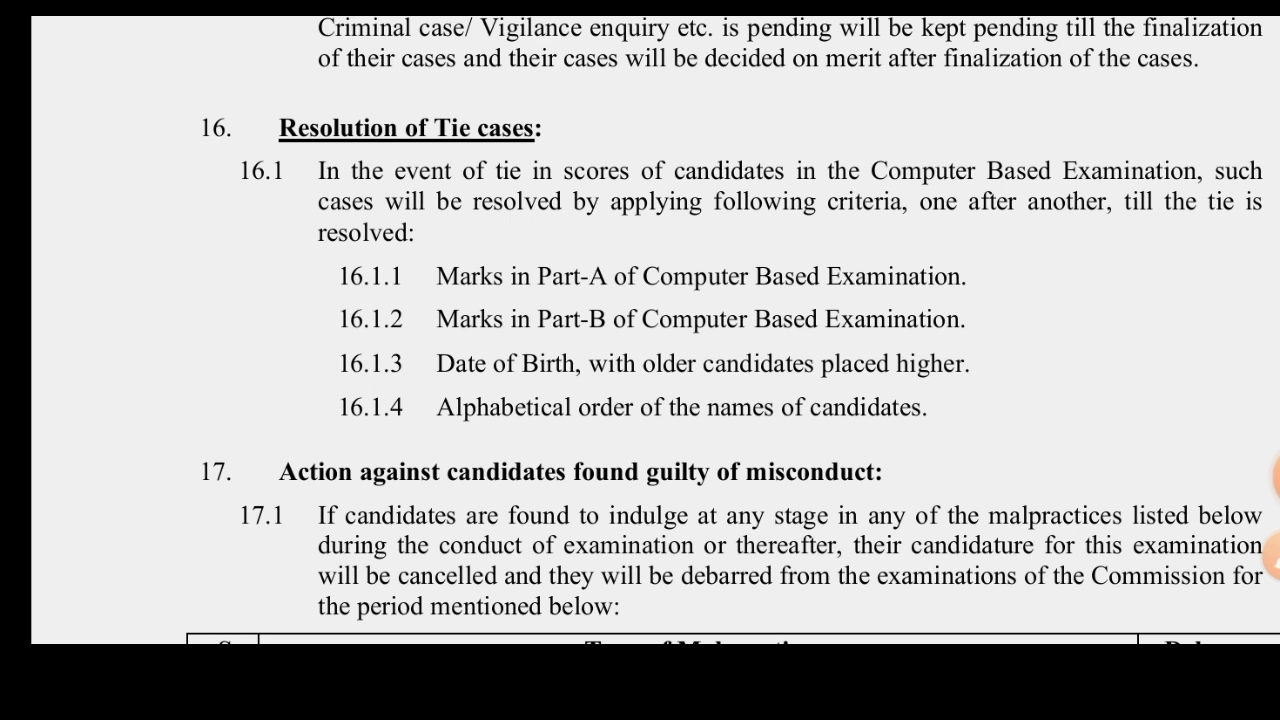 Criminal case/ Vigilance enquiry etc. is pending will be kept pending till the finalization
of their cases and their cases will be decided on merit after finalization of the cases.
16. Resolution of Tie cases:
16.1 In the event of tie in scores of candidates in the Computer Based Examination, such
cases will be resolved by applying following criteria, one after another, till the tie is
resolved:
16.1.1 Marks in Part-A of Computer Based Examination.
16.1.2 Marks in Part-B of Computer Based Examination.
16.1.3 Date of Birth, with older candidates placed higher.
16.1.4 Alphabetical order of the names of candidates.
17. Action against candidates found guilty of misconduct:
17.1 If candidates are found to indulge at any stage in any of the malpractices listed below
during the conduct of examination or thereafter, their candidature for this examination
will be cancelled and they will be debarred from the examinations of the Commission for
the period mentioned below: